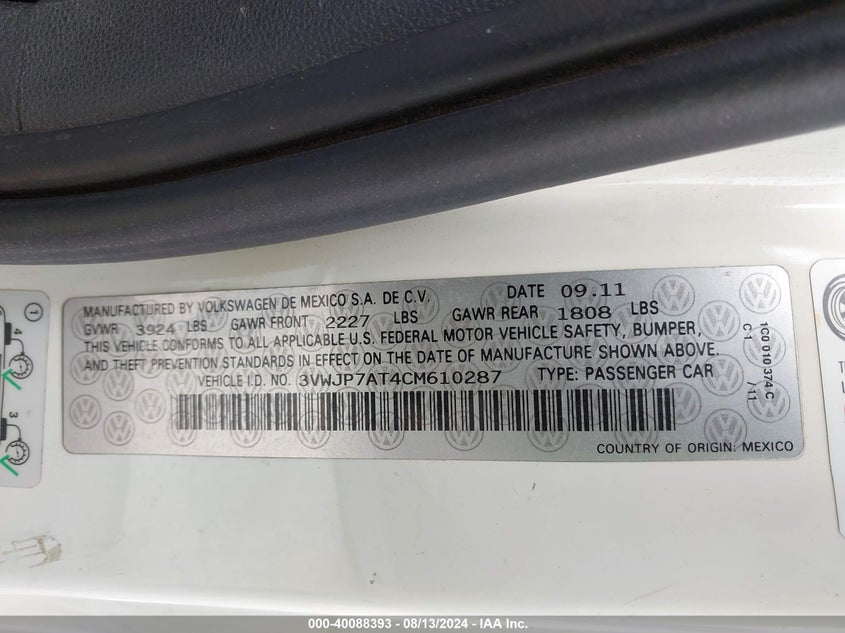 MANUFACTURED BY VOLKSWAGEN DE MEXICO S.A. DE C.V. DATE 09.11
GVWR 3924 LBS GAWR FRONT 2227 LBS GAWR REAR 1808 LBS
THIS VEHICLE CONFORMS TO ALL APPLICABLE U.S. FEDERAL MOTOR VEHICLE SAFETY, BUMPER,
AND THEFT PREVENTION STANDARDS IN EFFECT ON THE DATE OF MANUFACTURE SHOWN ABOVE.
VEHICLE I.D. NO. 3VWJP7AT4CM610287 TYPE: PASSENGER CAR
COUNTRY OF ORIGIN: MEXICO
1C0 010 374 C
C1 /11
1
4
3
000-40088393 - 08/13/2024 - IAA Inc.